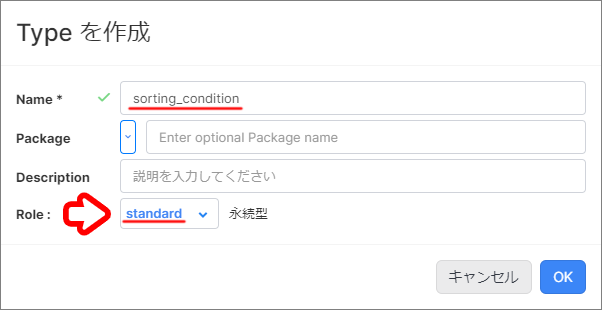 Type を作成
Name * sorting_condition
Package Enter optional Package name
Description 説明を入力してください
Role : standard 永続型
キャンセル OK